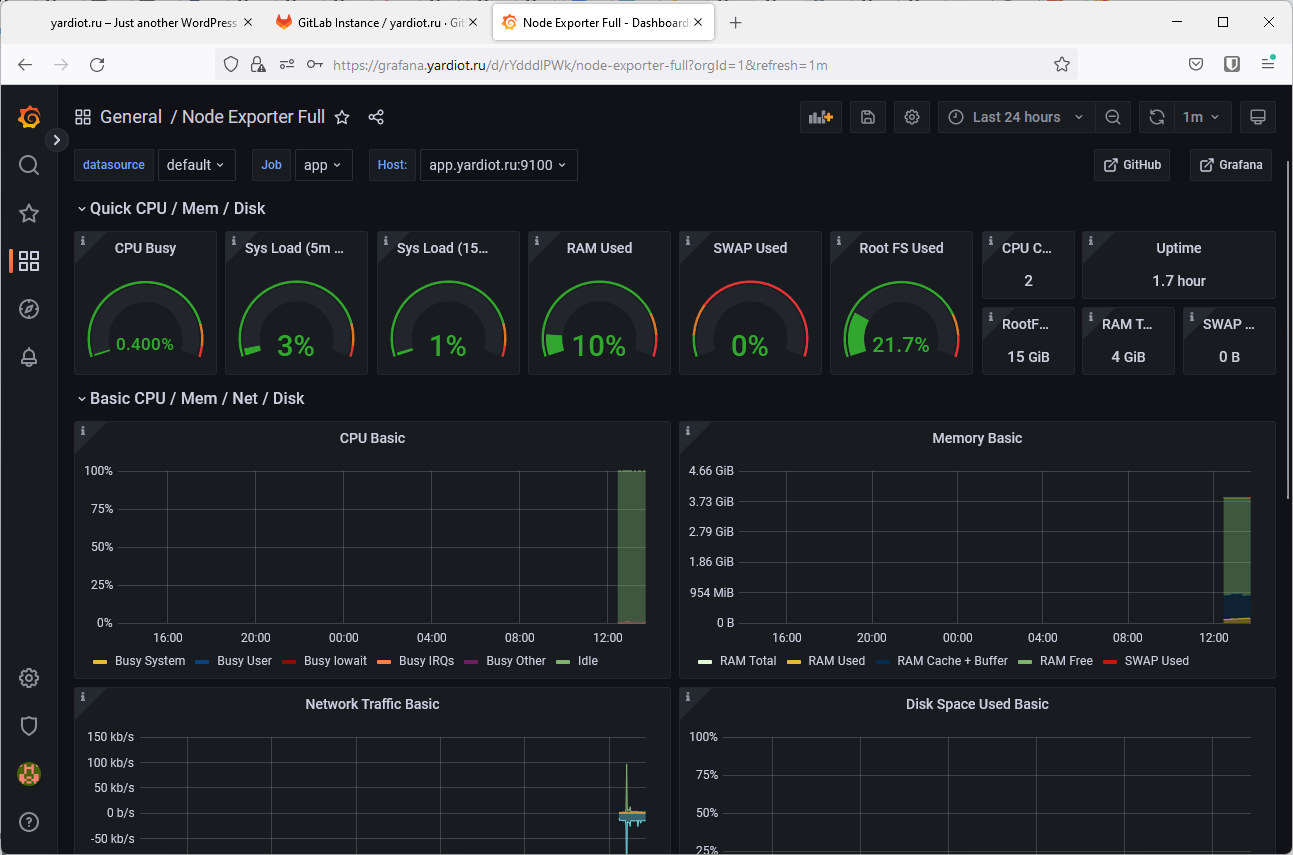 yardiot.ru – Just another WordPress
GitLab Instance / yardiot.ru · Git
Node Exporter Full - Dashboard
https://grafana.yardiot.ru/d/rYdddlPWk/node-exporter-full?orgId=1&refresh=1m
General / Node Exporter Full
Last 24 hours
1m
datasource default
Job app
Host: app.yardiot.ru:9100
GitHub
Grafana
Quick CPU / Mem / Disk
CPU Busy
0.400%
Sys Load (5m ...
3%
Sys Load (15...
1%
RAM Used
10%
SWAP Used
0%
Root FS Used
21.7%
CPU C...
2
Uptime
1.7 hour
RootF...
15 GiB
RAM T...
4 GiB
SWAP ...
0 B
Basic CPU / Mem / Net / Disk
CPU Basic
100%
75%
50%
25%
0%
16:00 20:00 00:00 04:00 08:00 12:00
Busy System Busy User Busy Iowait Busy IRQs Busy Other Idle
Memory Basic
4.66 GiB
3.73 GiB
2.79 GiB
1.86 GiB
954 MiB
0 B
16:00 20:00 00:00 04:00 08:00 12:00
RAM Total RAM Used RAM Cache + Buffer RAM Free SWAP Used
Network Traffic Basic
150 kb/s
100 kb/s
50 kb/s
0 b/s
-50 kb/s
Disk Space Used Basic
100%
75%
50%
25%